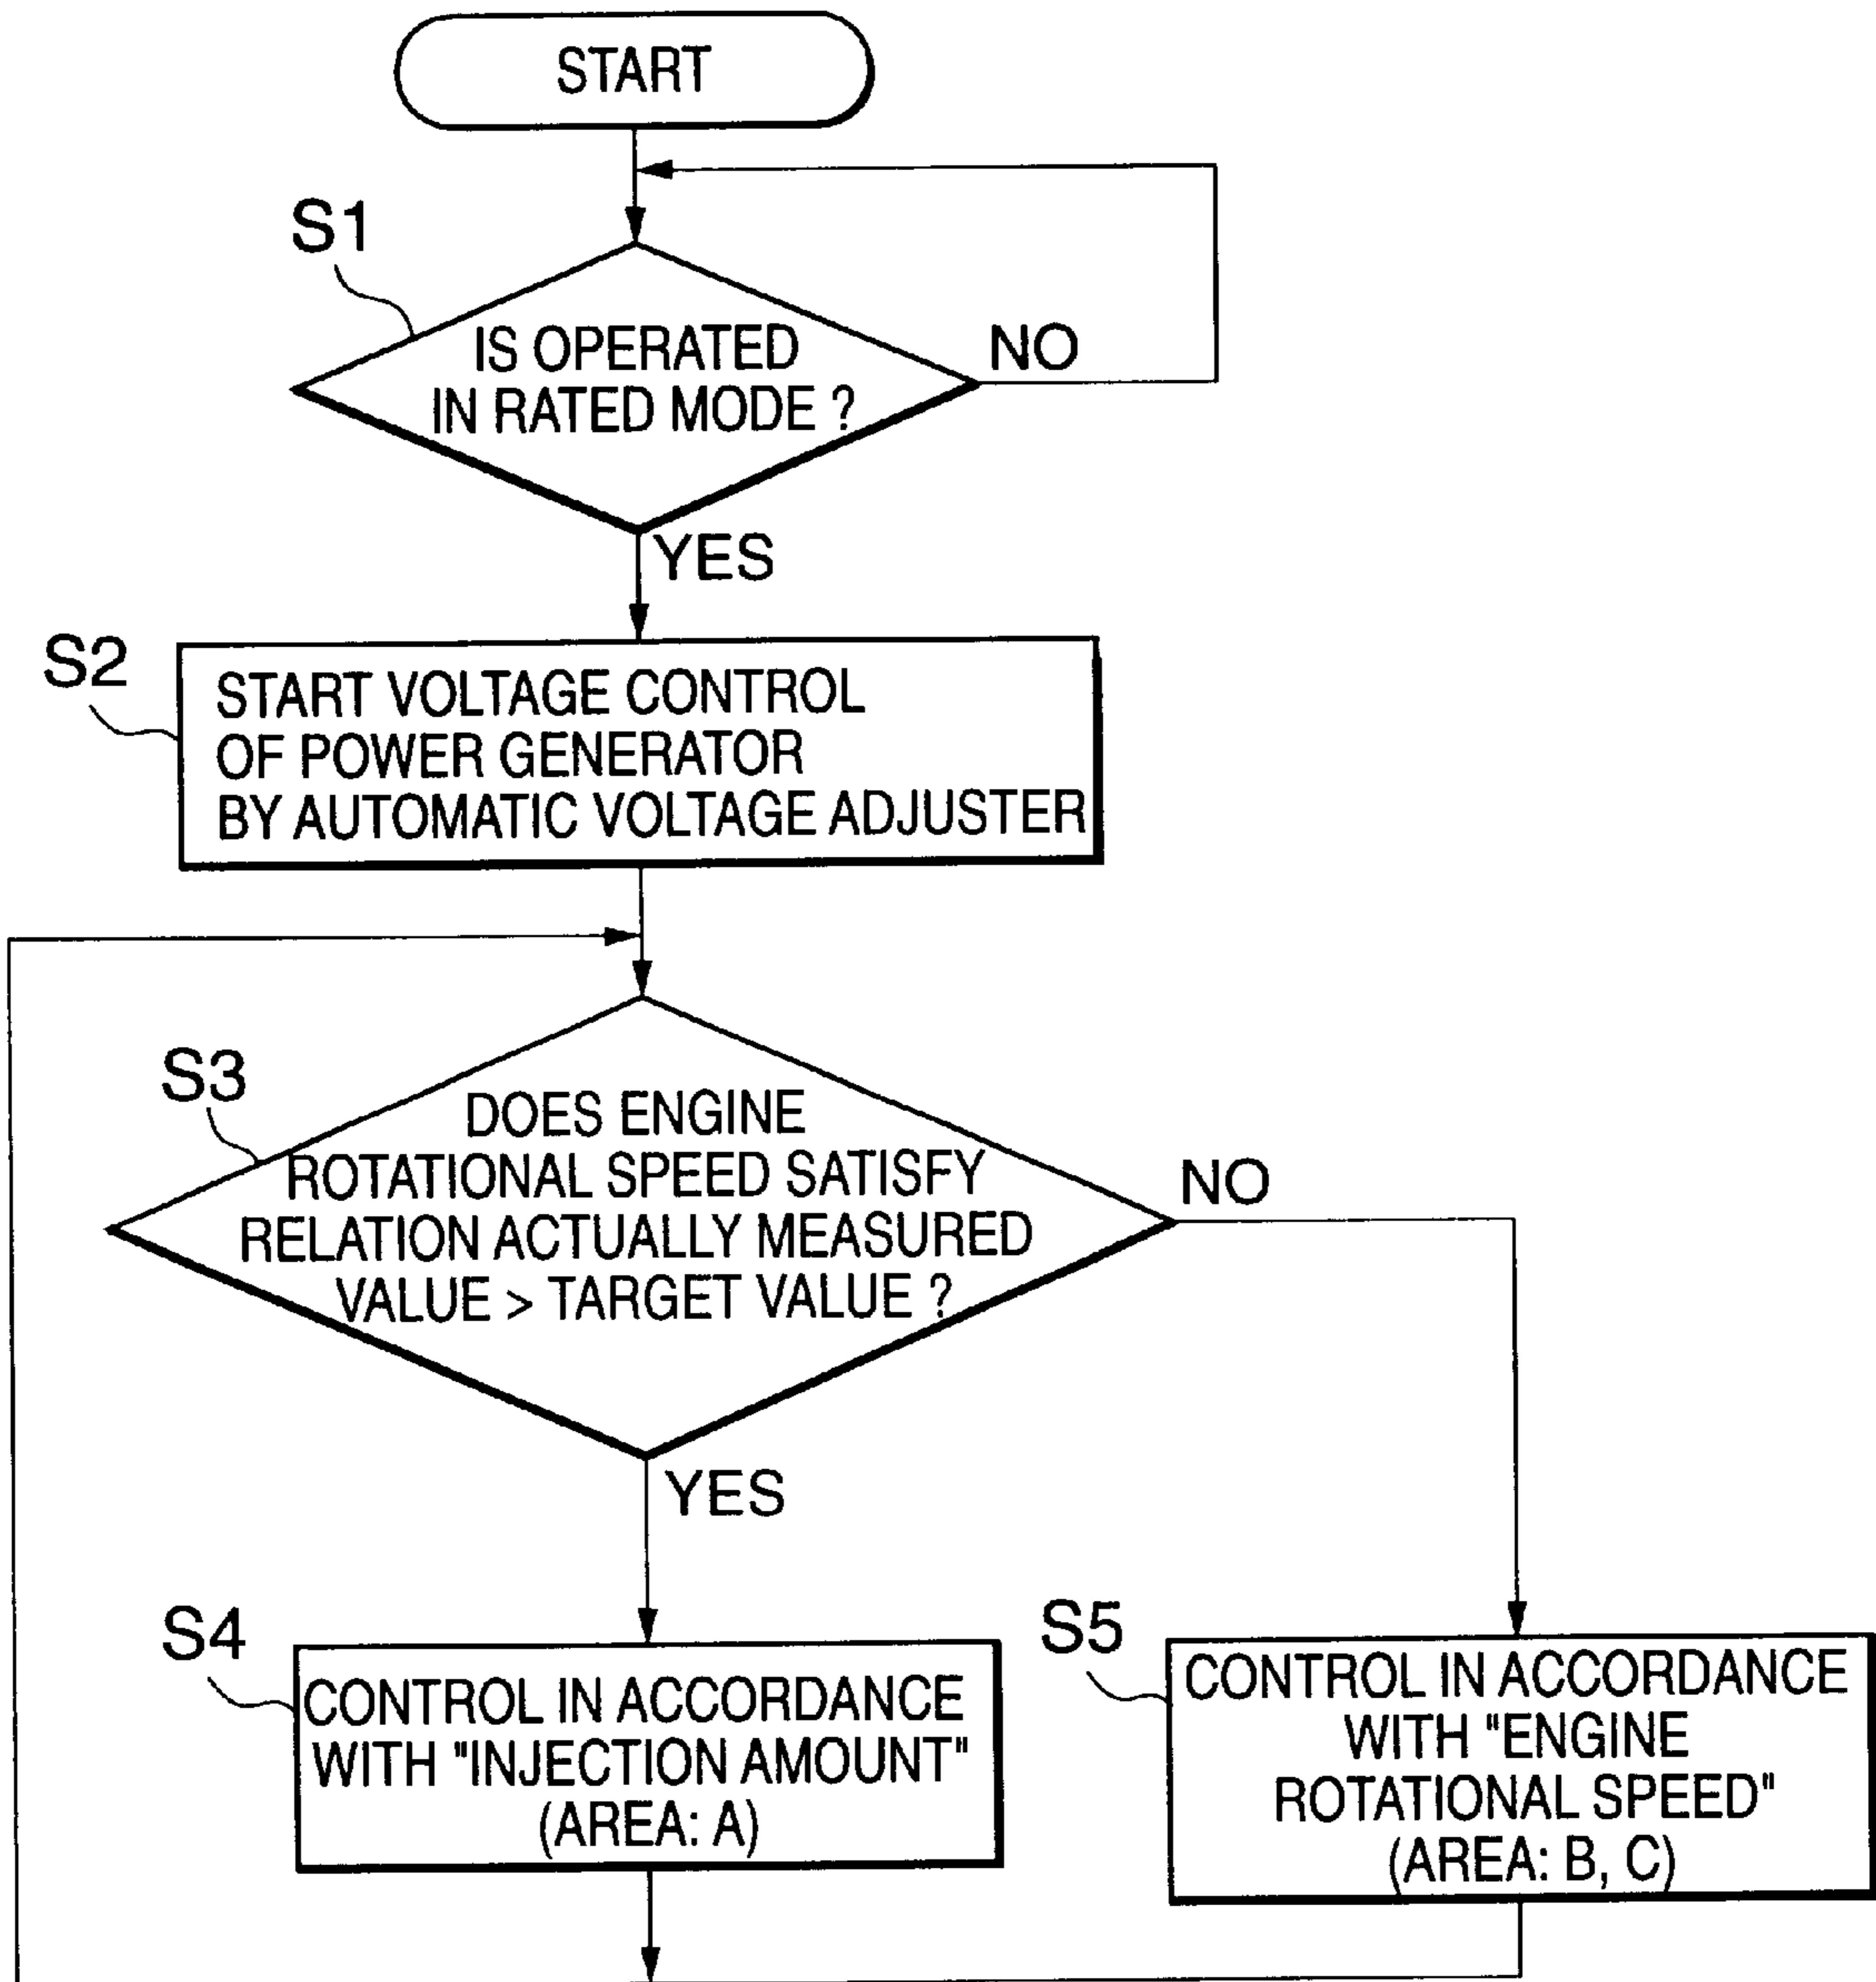 START
S1
IS OPERATED
IN RATED MODE ?
NO
YES
S2
START VOLTAGE CONTROL
OF POWER GENERATOR
BY AUTOMATIC VOLTAGE ADJUSTER
S3
DOES ENGINE
ROTATIONAL SPEED SATISFY
RELATION ACTUALLY MEASURED
VALUE > TARGET VALUE ?
NO
YES
S4
CONTROL IN ACCORDANCE
WITH "INJECTION AMOUNT"
(AREA: A)
S5
CONTROL IN ACCORDANCE
WITH "ENGINE
ROTATIONAL SPEED"
(AREA: B, C)